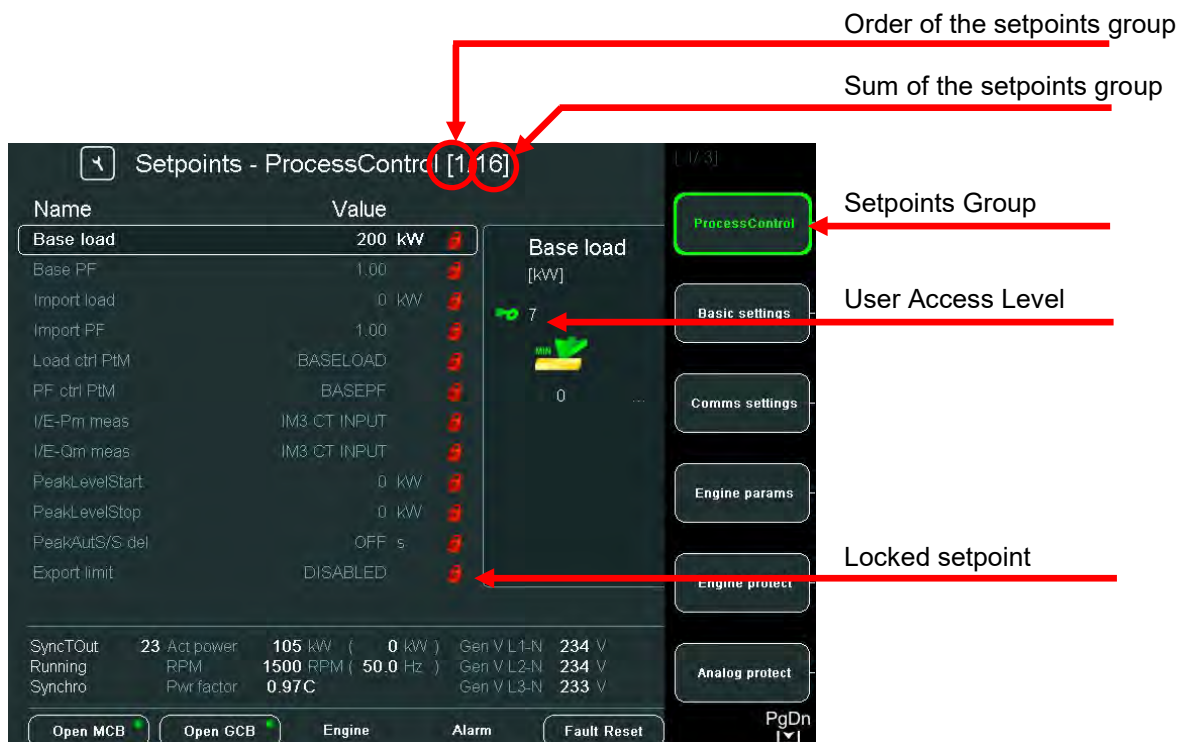 Order of the setpoints group
Sum of the setpoints group
Setpoints - ProcessControl [1/16]
[ 1/ 3]
Name Value
Base load 200 kW
Base PF 1.00
Import load 0 kW
Import PF 1.00
Load ctrl PtM BASELOAD
PF ctrl PtM BASEPF
I/E-Pm meas IM3 CT INPUT
I/E-Qm meas IM3 CT INPUT
PeakLevelStart 0 kW
PeakLevelStop 0 kW
PeakAutS/S del OFF s
Export limit DISABLED
Base load
[kW]
7
MIN
0 ...
ProcessControl
Basic settings
Comms settings
Engine params
Engine protect
Analog protect
Setpoints Group
User Access Level
Locked setpoint
SyncTOut 23 Act power 105 kW ( 0 kW ) Gen V L1-N 234 V
Running RPM 1500 RPM ( 50.0 Hz ) Gen V L2-N 234 V
Synchro Pwr factor 0.97C Gen V L3-N 233 V
Open MCB Open GCB Engine Alarm Fault Reset
PgDn